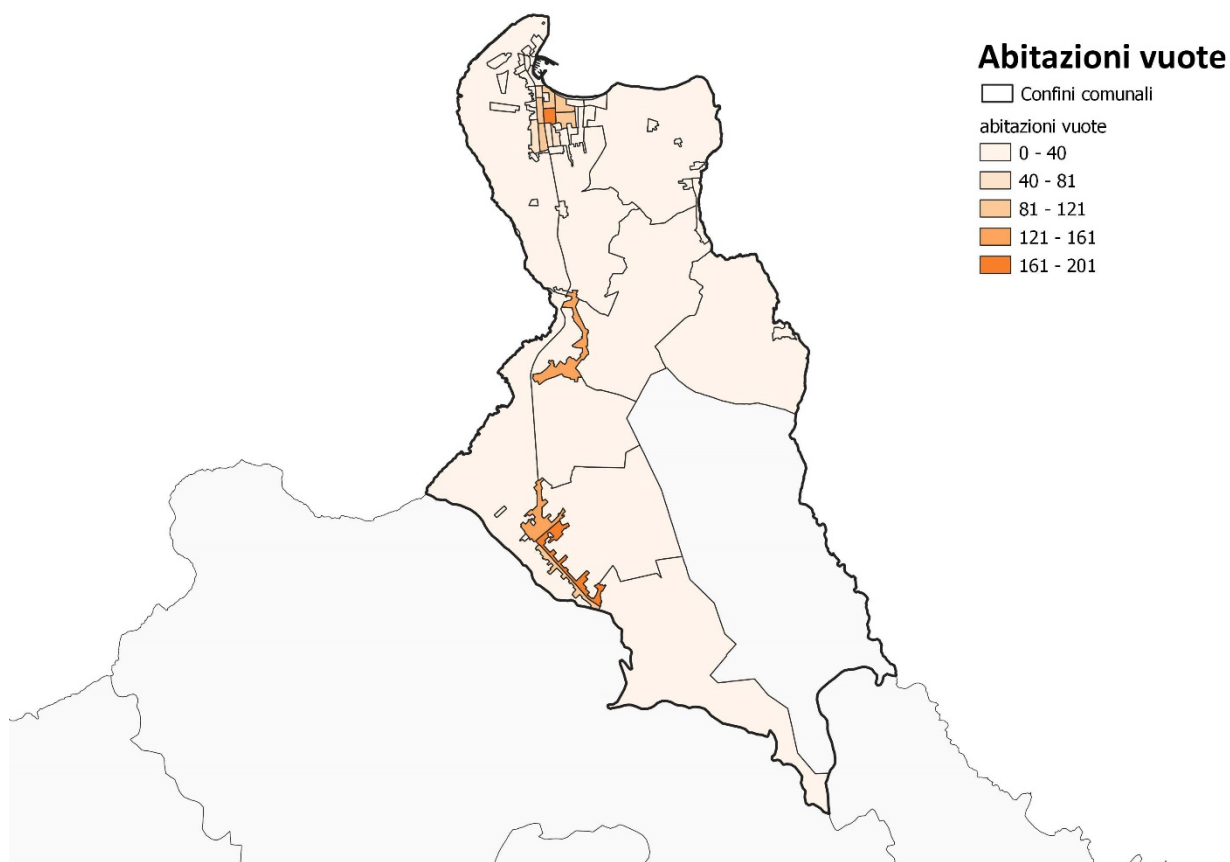 Abitazioni vuote
Confini comunali
abitazioni vuote
0 - 40
40 - 81
81 - 121
121 - 161
161 - 201